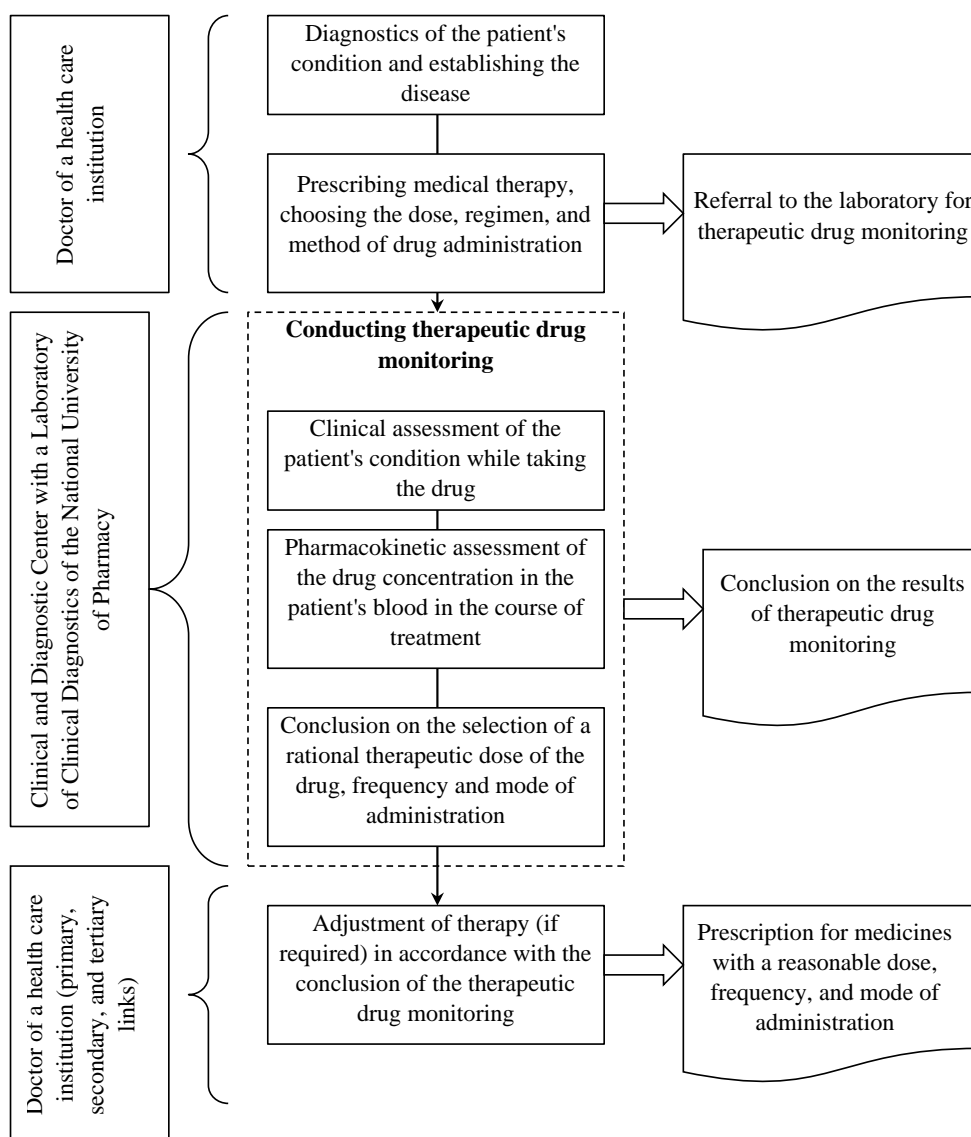 Doctor of a health care
institution
Diagnostics of the patient's
condition and establishing the
disease
Prescribing medical therapy,
choosing the dose, regimen, and
method of drug administration
Referral to the laboratory for
therapeutic drug monitoring
Clinical and Diagnostic Center with a Laboratory
of Clinical Diagnostics of the National University
of Pharmacy
Conducting therapeutic drug
monitoring
Clinical assessment of the
patient's condition while taking
the drug
Pharmacokinetic assessment of
the drug concentration in the
patient's blood in the course of
treatment
Conclusion on the selection of a
rational therapeutic dose of the
drug, frequency and mode of
administration
Conclusion on the results
of therapeutic drug
monitoring
Doctor of a health care
institution (primary,
secondary, and tertiary
links)
Adjustment of therapy (if
required) in accordance with the
conclusion of the therapeutic
drug monitoring
Prescription for medicines
with a reasonable dose,
frequency, and mode of
administration